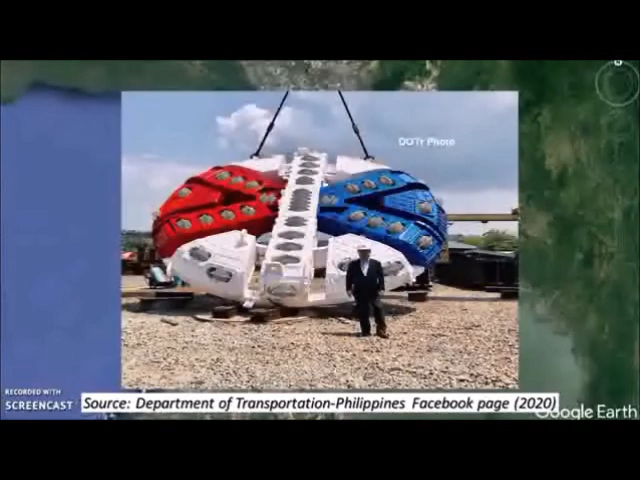 DOTr Photo
RECORDED WITH
SCREENCAST
Source: Department of Transportation-Philippines Facebook page (2020)
Google Earth